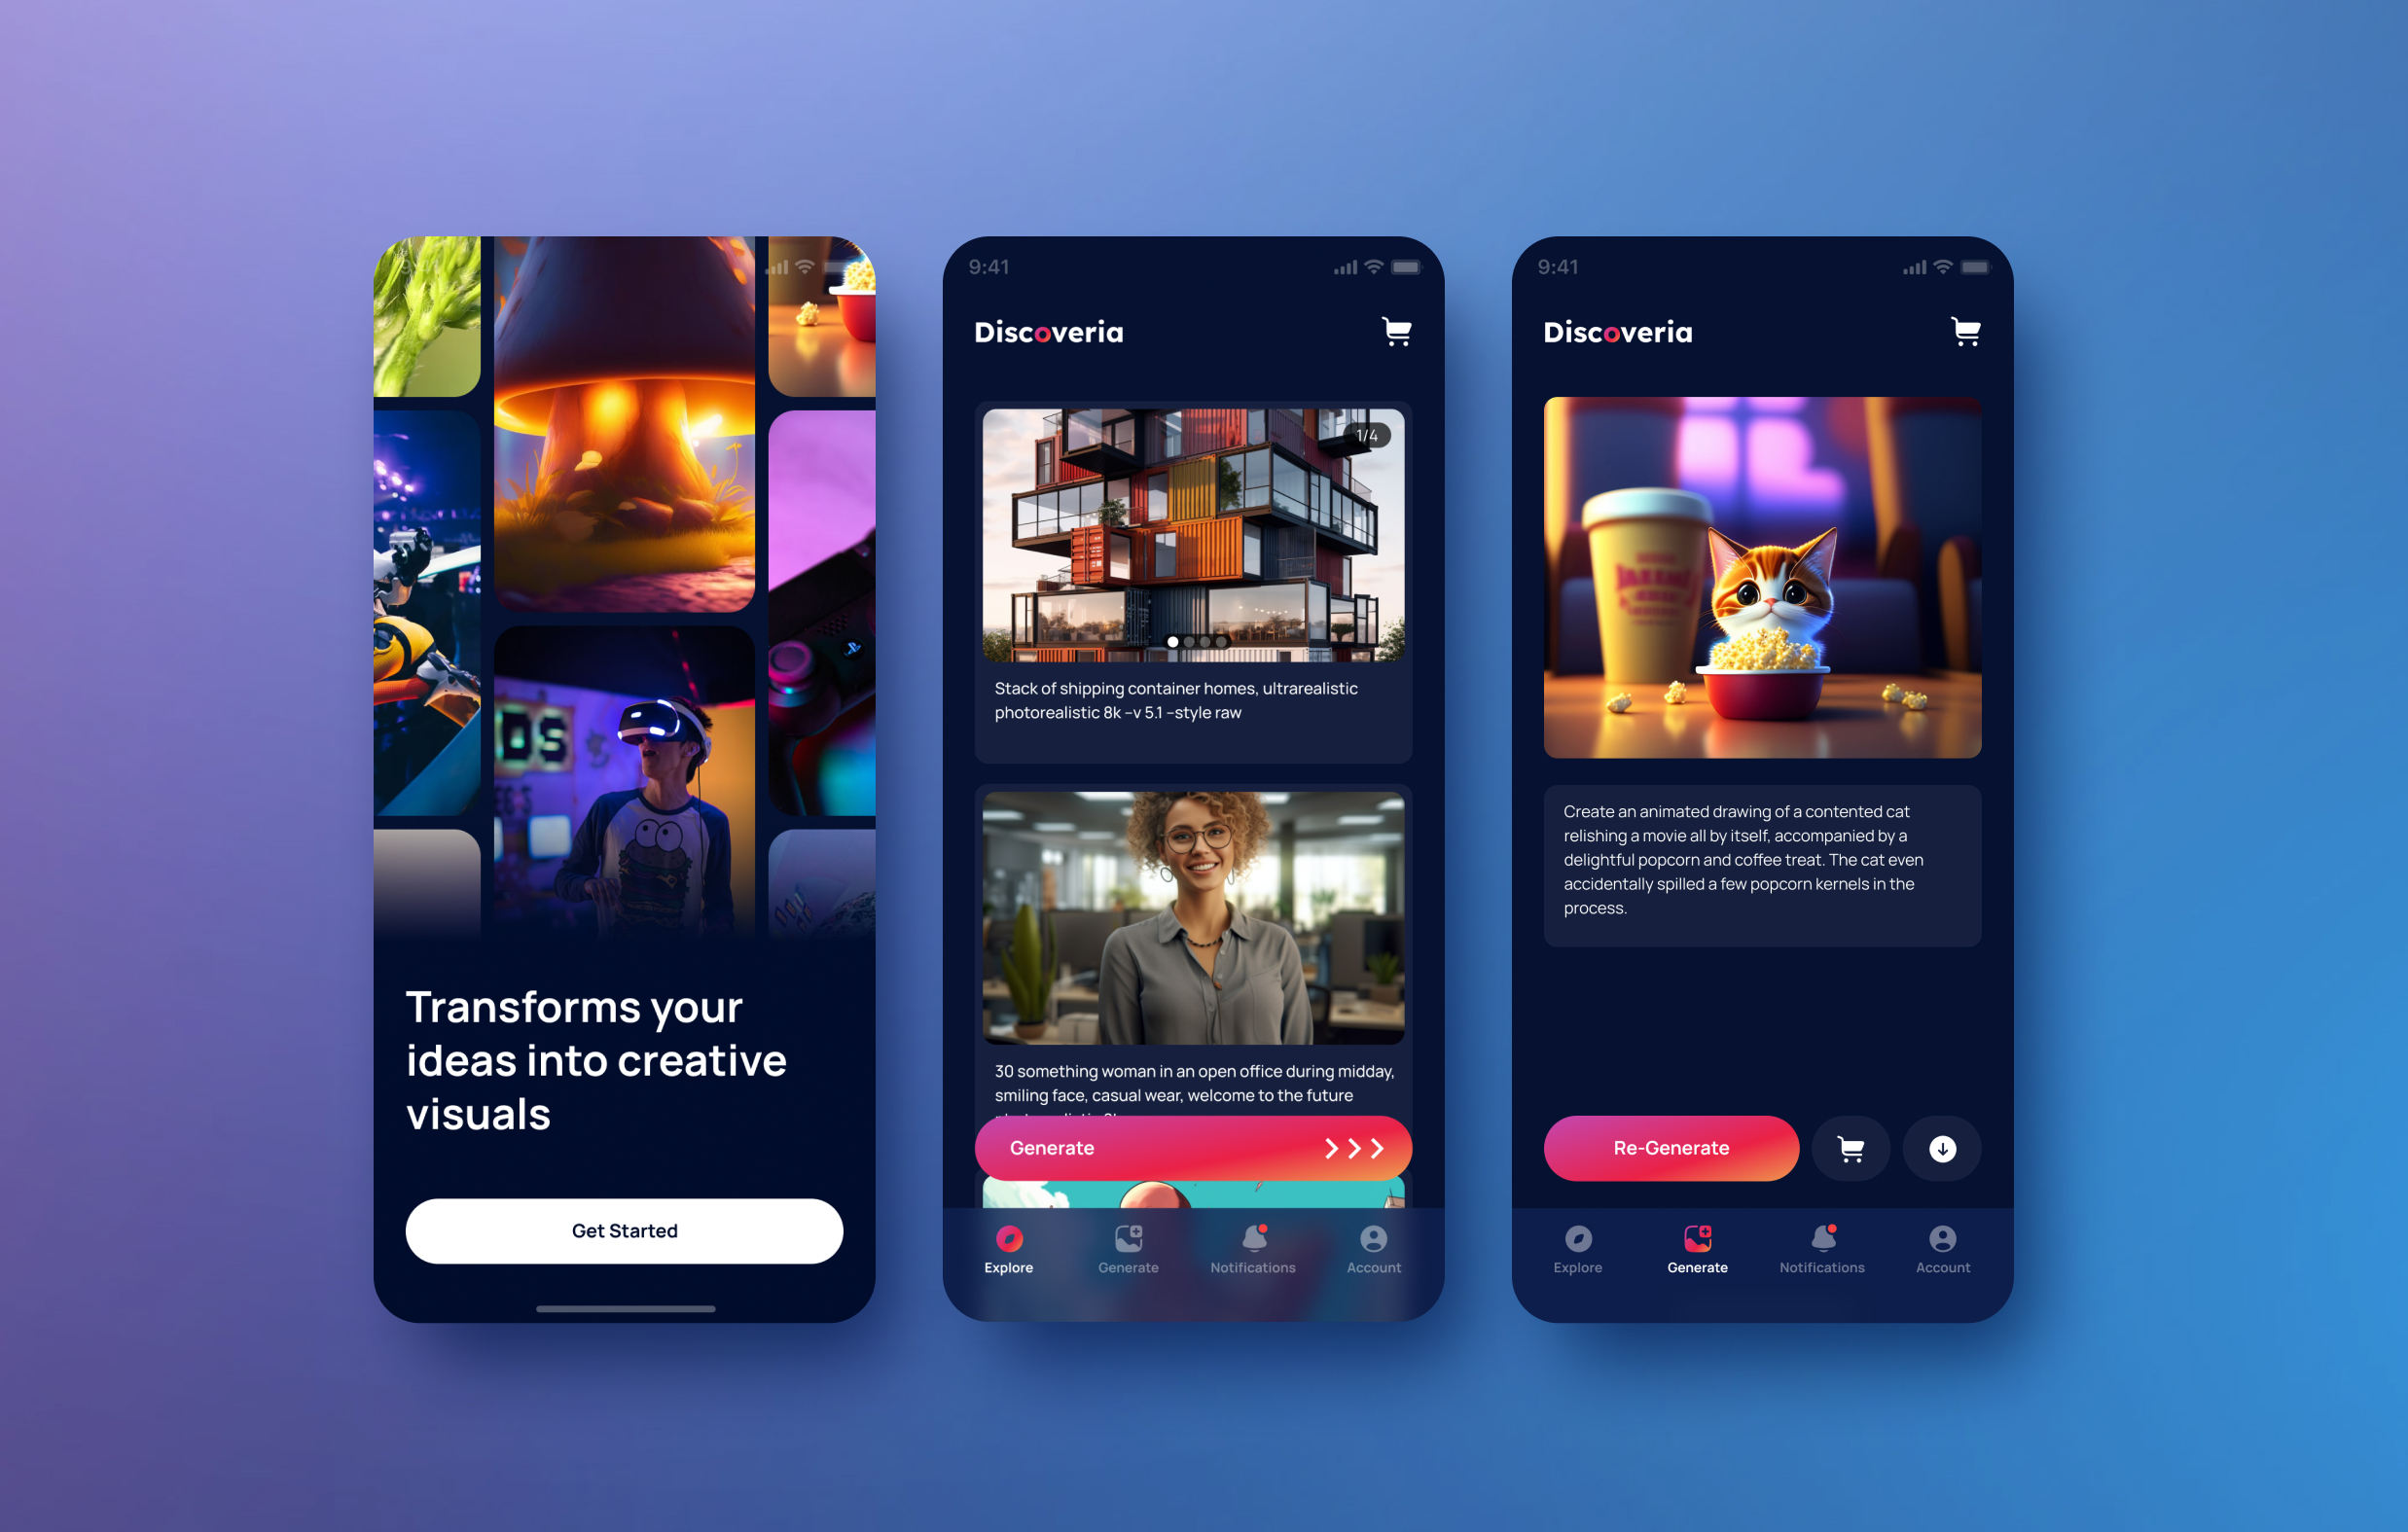 Transforms your
ideas into creative
visuals
Get Started
9:41
Discoveria
1/4
Stack of shipping container homes, ultrarealistic
photorealistic 8k –v 5.1 –style raw
30 something woman in an open office during midday,
smiling face, casual wear, welcome to the future
Generate
Explore
Generate
Notifications
Account
9:41
Discoveria
Create an animated drawing of a contented cat
relishing a movie all by itself, accompanied by a
delightful popcorn and coffee treat. The cat even
accidentally spilled a few popcorn kernels in the
process.
Re-Generate
Explore
Generate
Notifications
Account